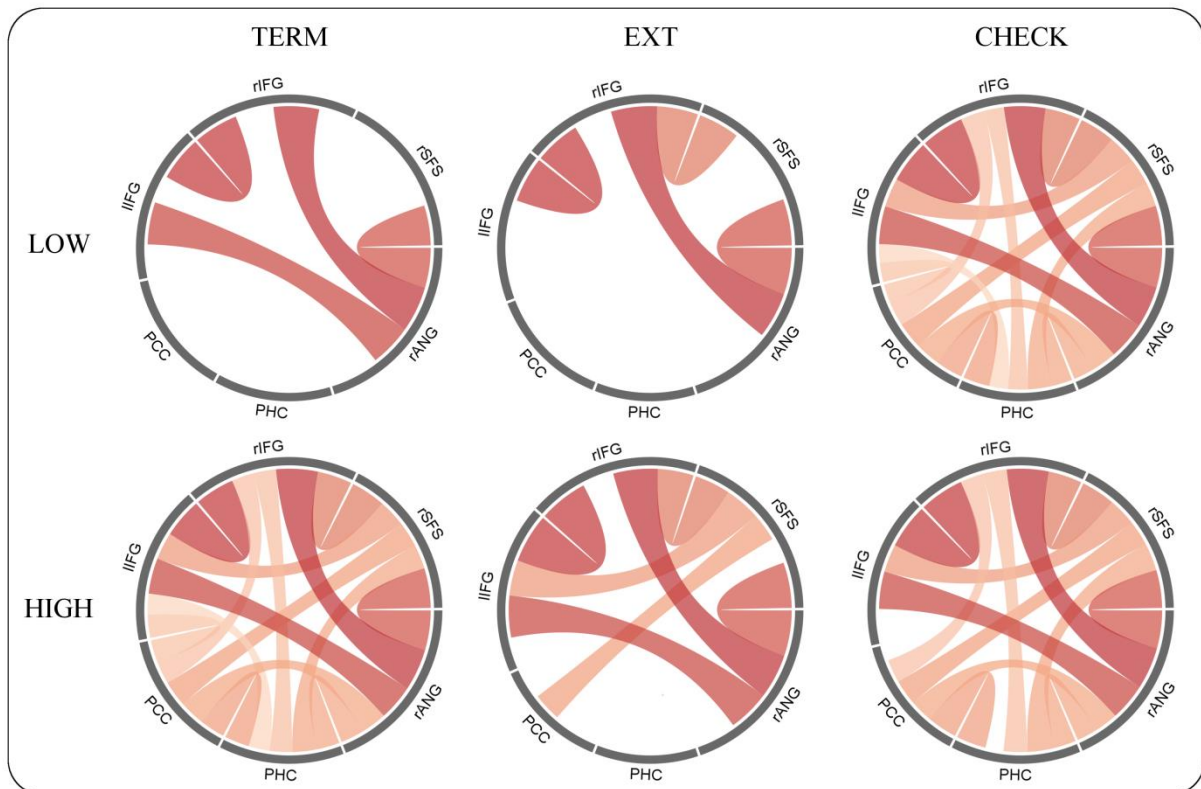 TERM
EXT
CHECK
LOW
rIFG
rSFS
lIFG
PCC
PHC
rANG
rIFG
rSFS
lIFG
PCC
PHC
rANG
rIFG
rSFS
lIFG
PCC
PHC
rANG
HIGH
rIFG
rSFS
lIFG
PCC
PHC
rANG
rIFG
rSFS
lIFG
PCC
PHC
rANG
rIFG
rSFS
lIFG
PCC
PHC
rANG